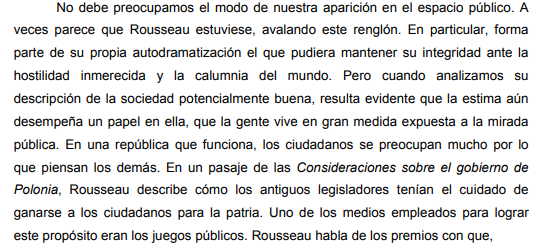 No debe preocupamos el modo de nuestra aparición en el espacio público. A
veces parece que Rousseau estuviese, avalando este renglón. En particular, forma
parte de su propia autodramatización el que pudiera mantener su integridad ante la
hostilidad inmerecida y la calumnia del mundo. Pero cuando analizamos su
descripción de la sociedad potencialmente buena, resulta evidente que la estima aún
desempeña un papel en ella, que la gente vive en gran medida expuesta a la mirada
pública. En una república que funciona, los ciudadanos se preocupan mucho por lo
que piensan los demás. En un pasaje de las Consideraciones sobre el gobierno de
Polonia, Rousseau describe cómo los antiguos legisladores tenían el cuidado de
ganarse a los ciudadanos para la patria. Uno de los medios empleados para lograr
este propósito eran los juegos públicos. Rousseau habla de los premios con que,